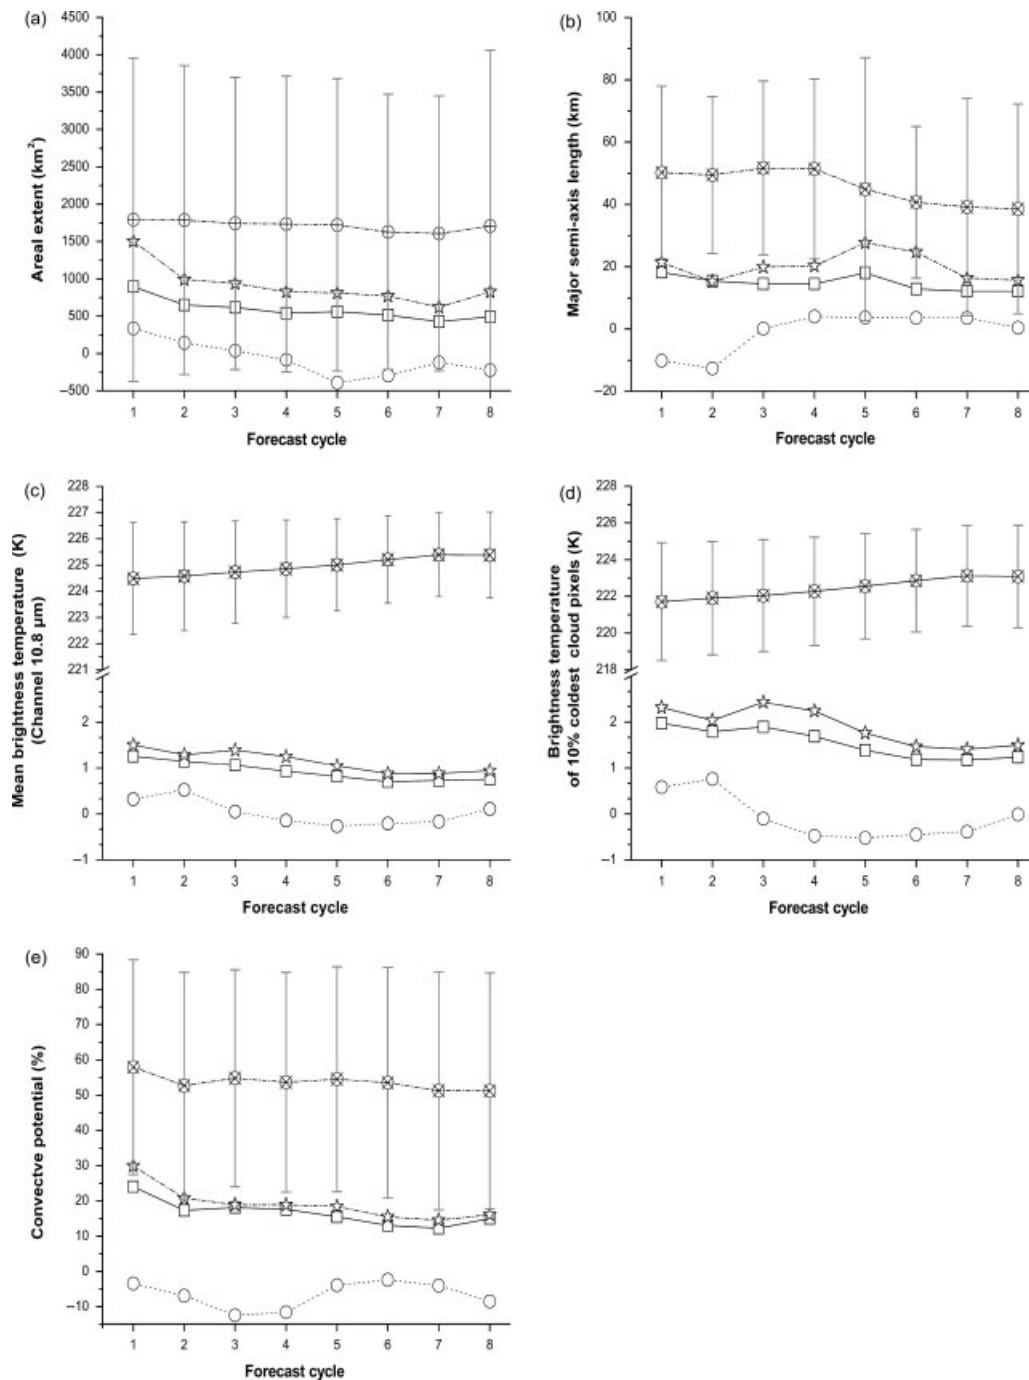 (a)
4500
4000
3500
3000
2500
2000
1500
1000
500
0
−500
Areal extent (km²)
1 2 3 4 5 6 7 8
Forecast cycle
(b)
100
80
60
40
20
0
−20
Major semi-axis length (km)
1 2 3 4 5 6 7 8
Forecast cycle
(c)
228
227
226
225
224
223
222
221
2
1
0
−1
Mean brightness temperature (K)
(Channel 10.8 µm)
1 2 3 4 5 6 7 8
Forecast cycle
(d)
228
226
224
222
220
218
2
1
0
−1
Brightness temperature
of 10% coldest cloud pixels (K)
1 2 3 4 5 6 7 8
Forecast cycle
(e)
90
80
70
60
50
40
30
20
10
0
−10
Convectve potential (%)
1 2 3 4 5 6 7 8
Forecast cycle